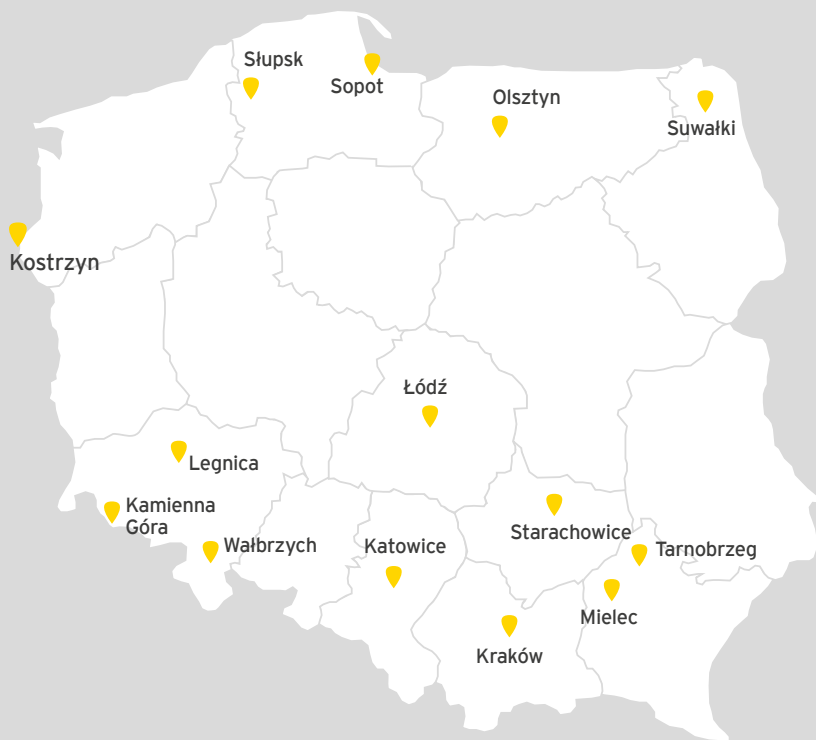 Słupsk
Sopot
Olsztyn
Suwałki
Kostrzyn
Łódź
Legnica
Kamienna
Góra
Wałbrzych
Katowice
Starachowice
Tarnobrzeg
Mielec
Kraków